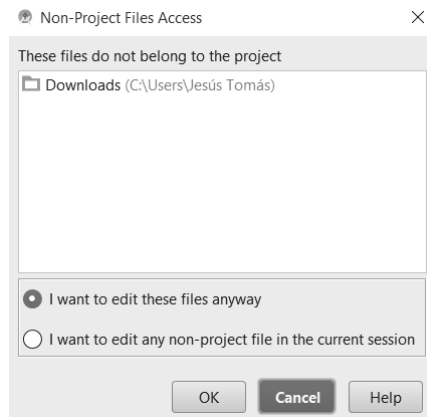 Non-Project Files Access
These files do not belong to the project
Downloads (C:\Users\Jesús Tomás)
I want to edit these files anyway
I want to edit any non-project file in the current session
OK Cancel Help